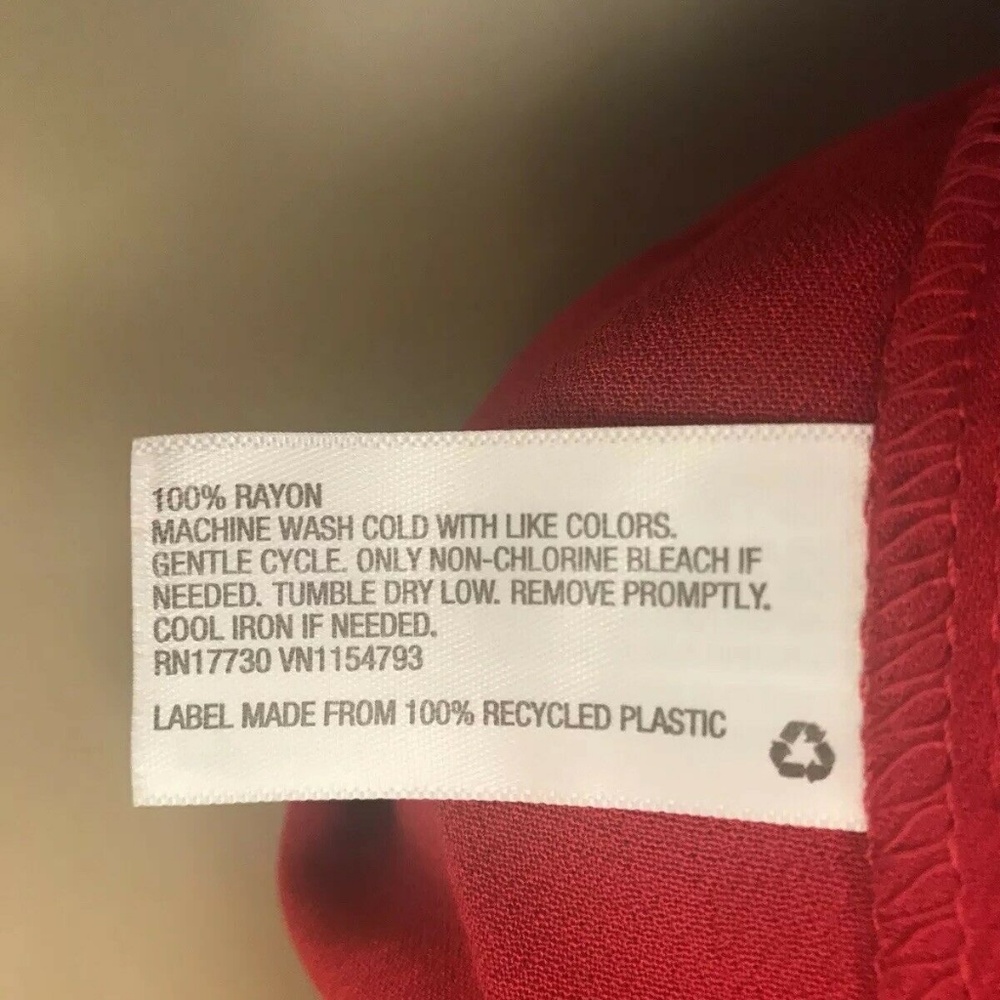 100% RAYON
MACHINE WASH COLD WITH LIKE COLORS.
GENTLE CYCLE. ONLY NON-CHLORINE BLEACH IF
NEEDED. TUMBLE DRY LOW. REMOVE PROMPTLY.
COOL IRON IF NEEDED.
RN17730 VN1154793
LABEL MADE FROM 100% RECYCLED PLASTIC